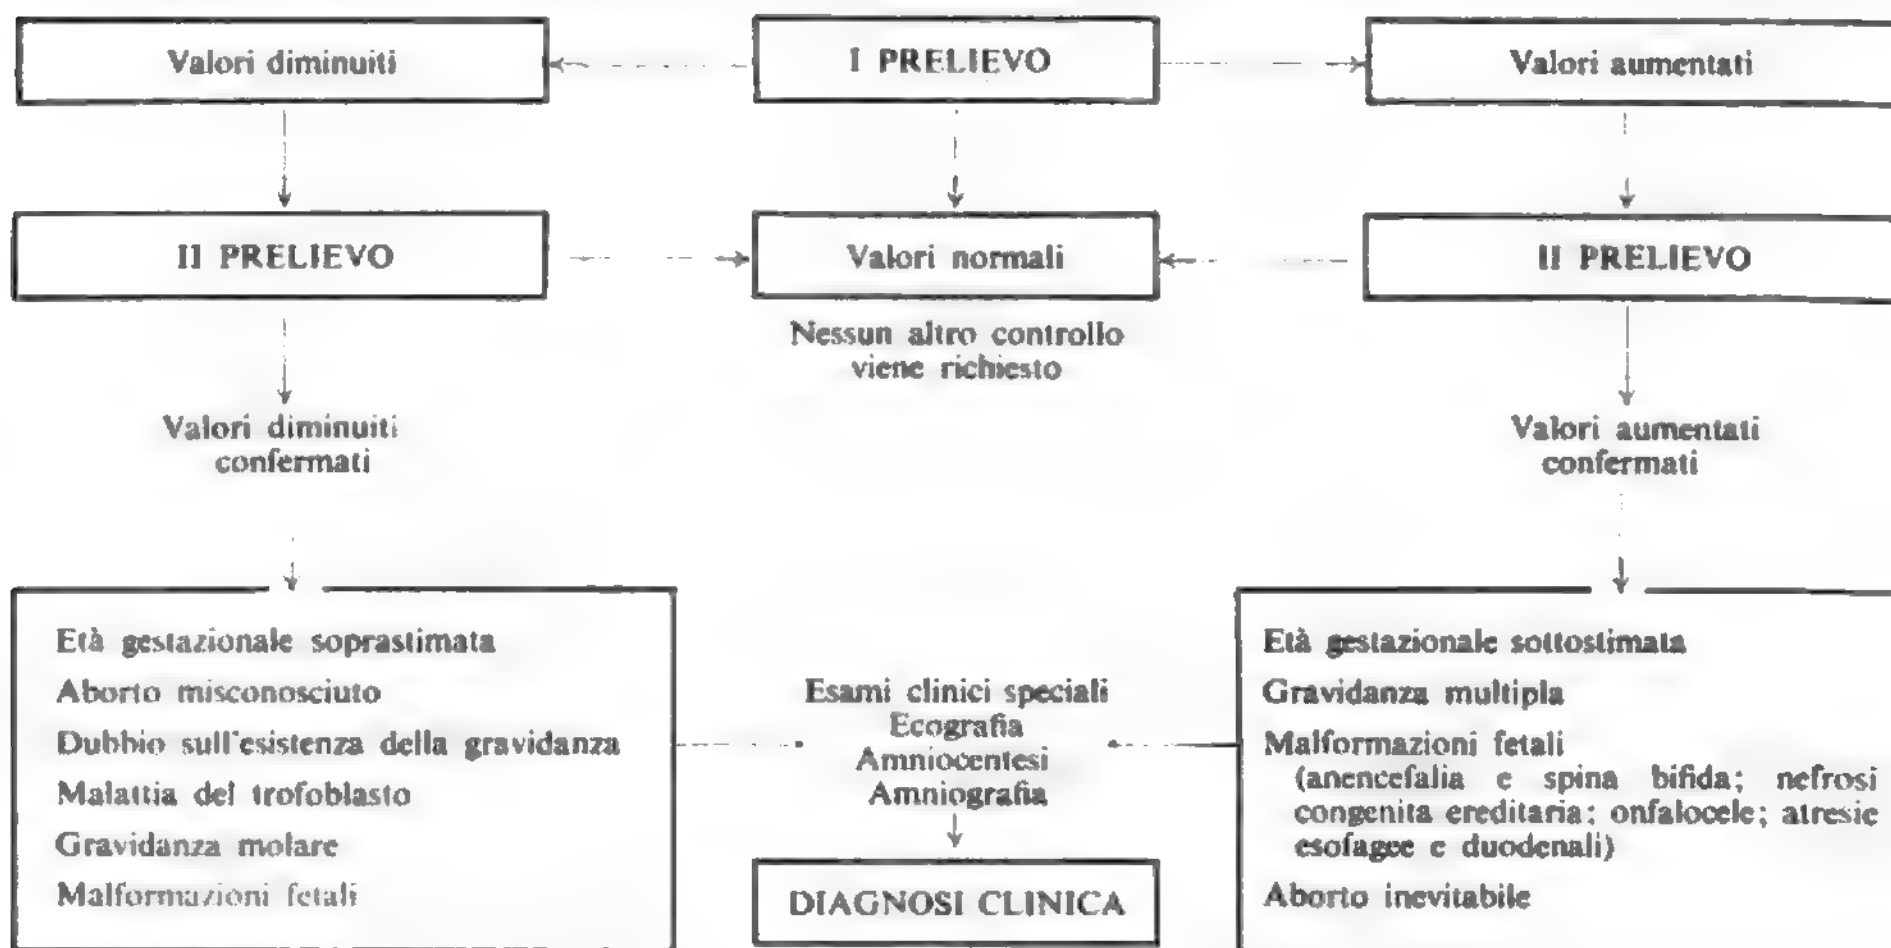 Valori diminuiti
I PRELIEVO
Valori aumentati
II PRELIEVO
Valori normali
II PRELIEVO
Nessun altro controllo
viene richiesto
Valori diminuiti
confermati
Valori aumentati
confermati
Età gestazionale soprastimata
Aborto misconosciuto
Dubbio sull'esistenza della gravidanza
Malattia del trofoblasto
Gravidanza molare
Malformazioni fetali
Esami clinici speciali
Ecografia
Amniocentesi
Amniografia
DIAGNOSI CLINICA
Età gestazionale sottostimata
Gravidanza multipla
Malformazioni fetali
(anencefalia e spina bifida; nefrosi
congenita ereditaria; onfalocele; atresie
esofagee e duodenali)
Aborto inevitabile